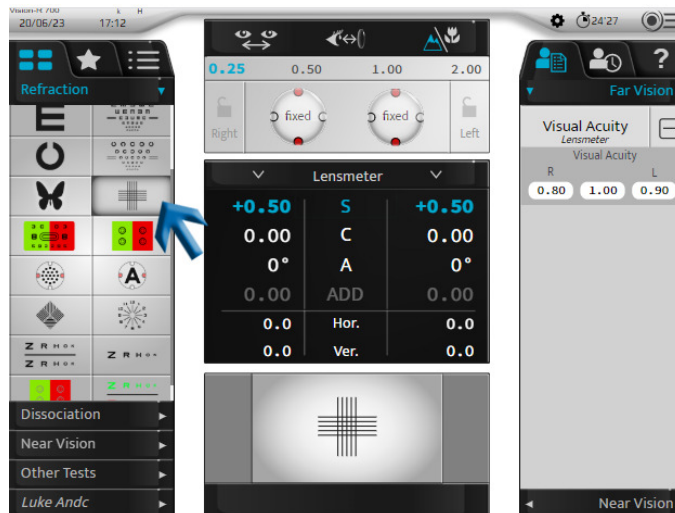 Vision-R 700
20/06/23
17:12
24'27
Refraction
E
A
Z R H O N
Z R H O N
Z R H O N
Dissociation
Near Vision
Other Tests
Luke Andc
0.25 0.50 1.00 2.00
fixed fixed
Right Left
Lensmeter
+0.50 S +0.50
0.00 C 0.00
0° A 0°
0.00 ADD 0.00
0.0 Hor. 0.0
0.0 Ver. 0.0
?
Far Vision
Visual Acuity
Lensmeter
Visual Acuity
R L
0.80 1.00 0.90
Near Vision